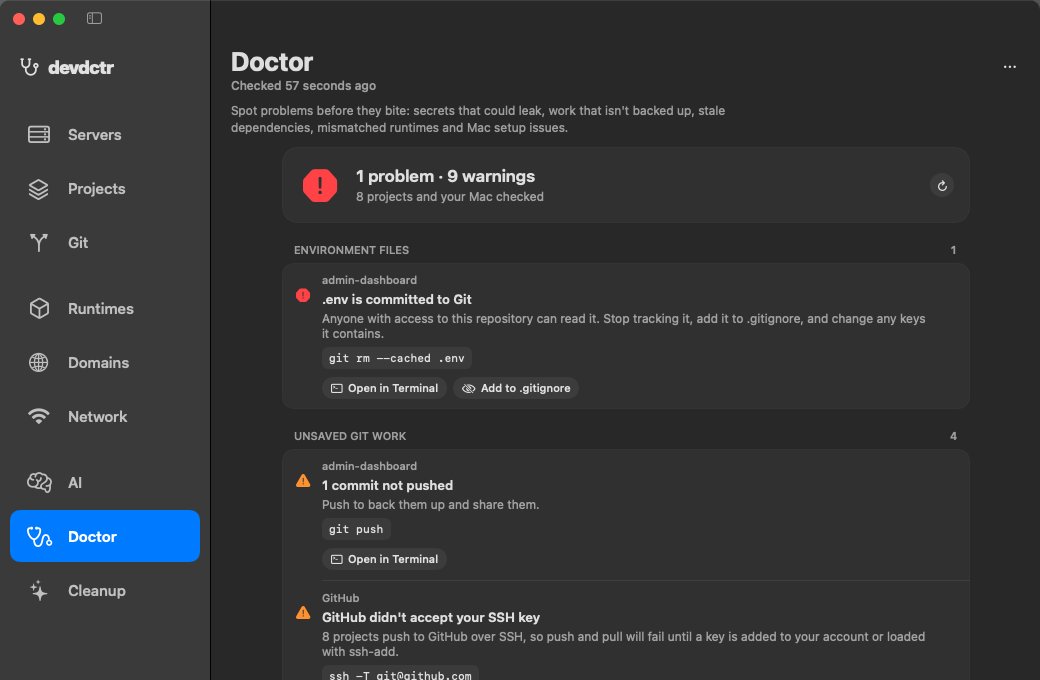 devdctr
Servers
Projects
Git
Runtimes
Domains
Network
AI
Doctor
Cleanup
Doctor
Checked 57 seconds ago
Spot problems before they bite: secrets that could leak, work that isn't backed up, stale
dependencies, mismatched runtimes and Mac setup issues.
1 problem · 9 warnings
8 projects and your Mac checked
ENVIRONMENT FILES 1
admin-dashboard
.env is committed to Git
Anyone with access to this repository can read it. Stop tracking it, add it to .gitignore, and change any keys
it contains.
git rm --cached .env
Open in Terminal Add to .gitignore
UNSAVED GIT WORK 4
admin-dashboard
1 commit not pushed
Push to back them up and share them.
git push
Open in Terminal
GitHub
GitHub didn't accept your SSH key
8 projects push to GitHub over SSH, so push and pull will fail until a key is added to your account or loaded
with ssh-add.
ssh -T git@github.com